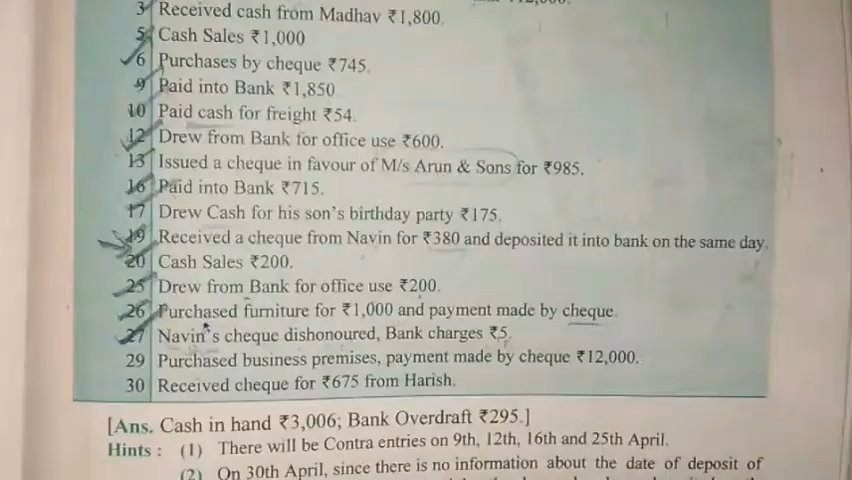 3 Received cash from Madhav ₹1,800.
5 Cash Sales ₹1,000
6 Purchases by cheque ₹745.
9 Paid into Bank ₹1,850
10 Paid cash for freight ₹54.
12 Drew from Bank for office use ₹600.
13 Issued a cheque in favour of M/s Arun & Sons for ₹985.
16 Paid into Bank ₹715.
17 Drew Cash for his son's birthday party ₹175.
19 Received a cheque from Navin for ₹380 and deposited it into bank on the same day.
20 Cash Sales ₹200.
25 Drew from Bank for office use ₹200.
26 Purchased furniture for ₹1,000 and payment made by cheque.
27 Navin's cheque dishonoured, Bank charges ₹5.
29 Purchased business premises, payment made by cheque ₹12,000.
30 Received cheque for ₹675 from Harish.
[Ans. Cash in hand ₹3,006; Bank Overdraft ₹295.]
Hints : (1) There will be Contra entries on 9th, 12th, 16th and 25th April.
(2) On 30th April, since there is no information about the date of deposit of